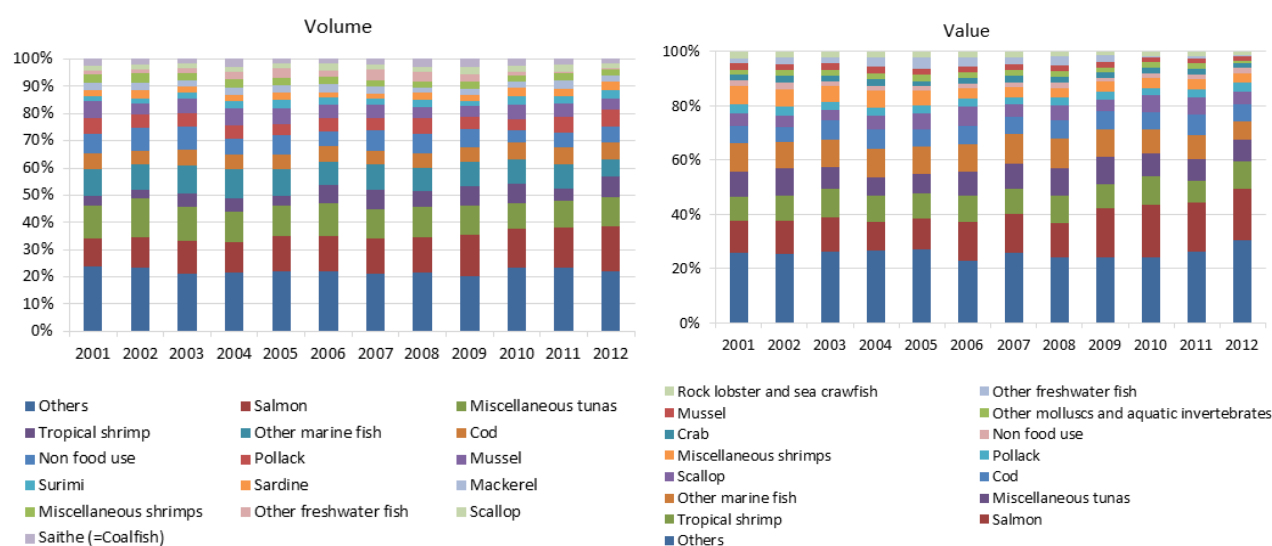 Volume
100%
90%
80%
70%
60%
50%
40%
30%
20%
10%
0%
2001 2002 2003 2004 2005 2006 2007 2008 2009 2010 2011 2012
Others Salmon Miscellaneous tunas
Tropical shrimp Other marine fish Cod
Non food use Pollack Mussel
Surimi Sardine Mackerel
Miscellaneous shrimps Other freshwater fish Scallop
Saithe (=Coalfish)
Value
100%
80%
60%
40%
20%
0%
2001 2002 2003 2004 2005 2006 2007 2008 2009 2010 2011 2012
Rock lobster and sea crawfish Other freshwater fish
Mussel Other molluscs and aquatic invertebrates
Crab Non food use
Miscellaneous shrimps Pollack
Scallop Cod
Other marine fish Miscellaneous tunas
Tropical shrimp Salmon
Others